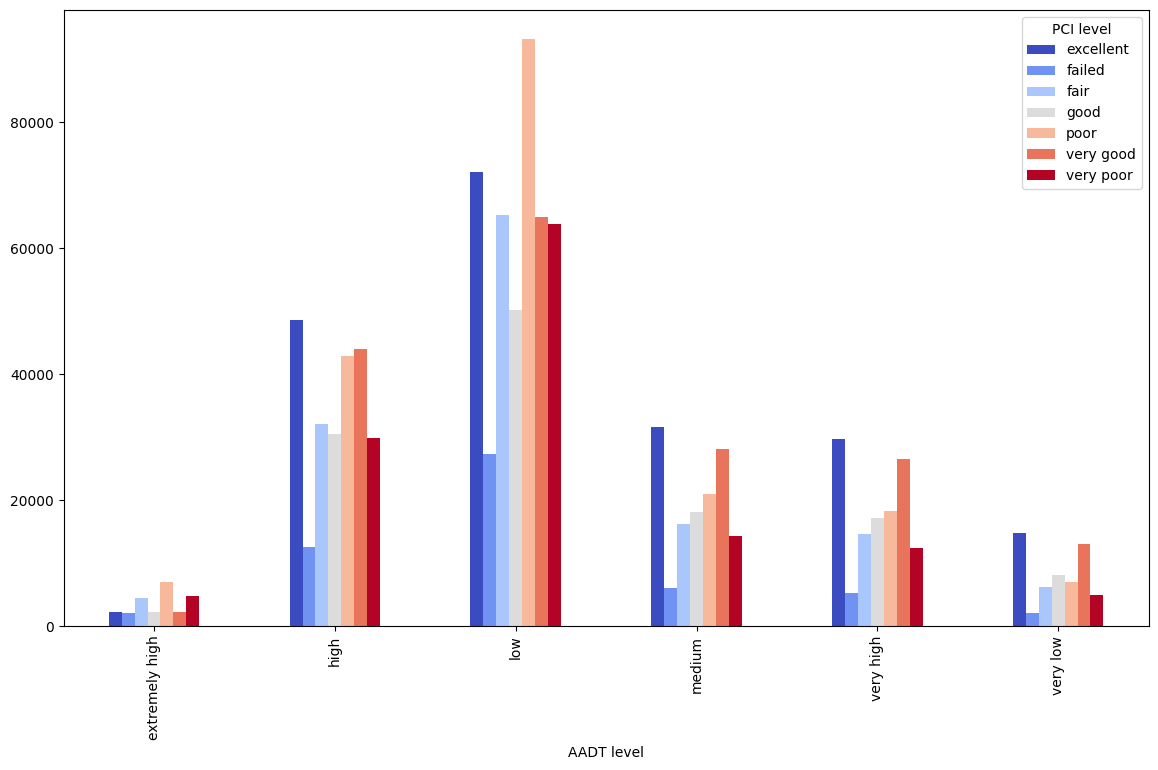 PCI level
excellent
failed
fair
good
poor
very good
very poor
80000
60000
40000
20000
0
extremely high
high
low
medium
very high
very low
AADT level